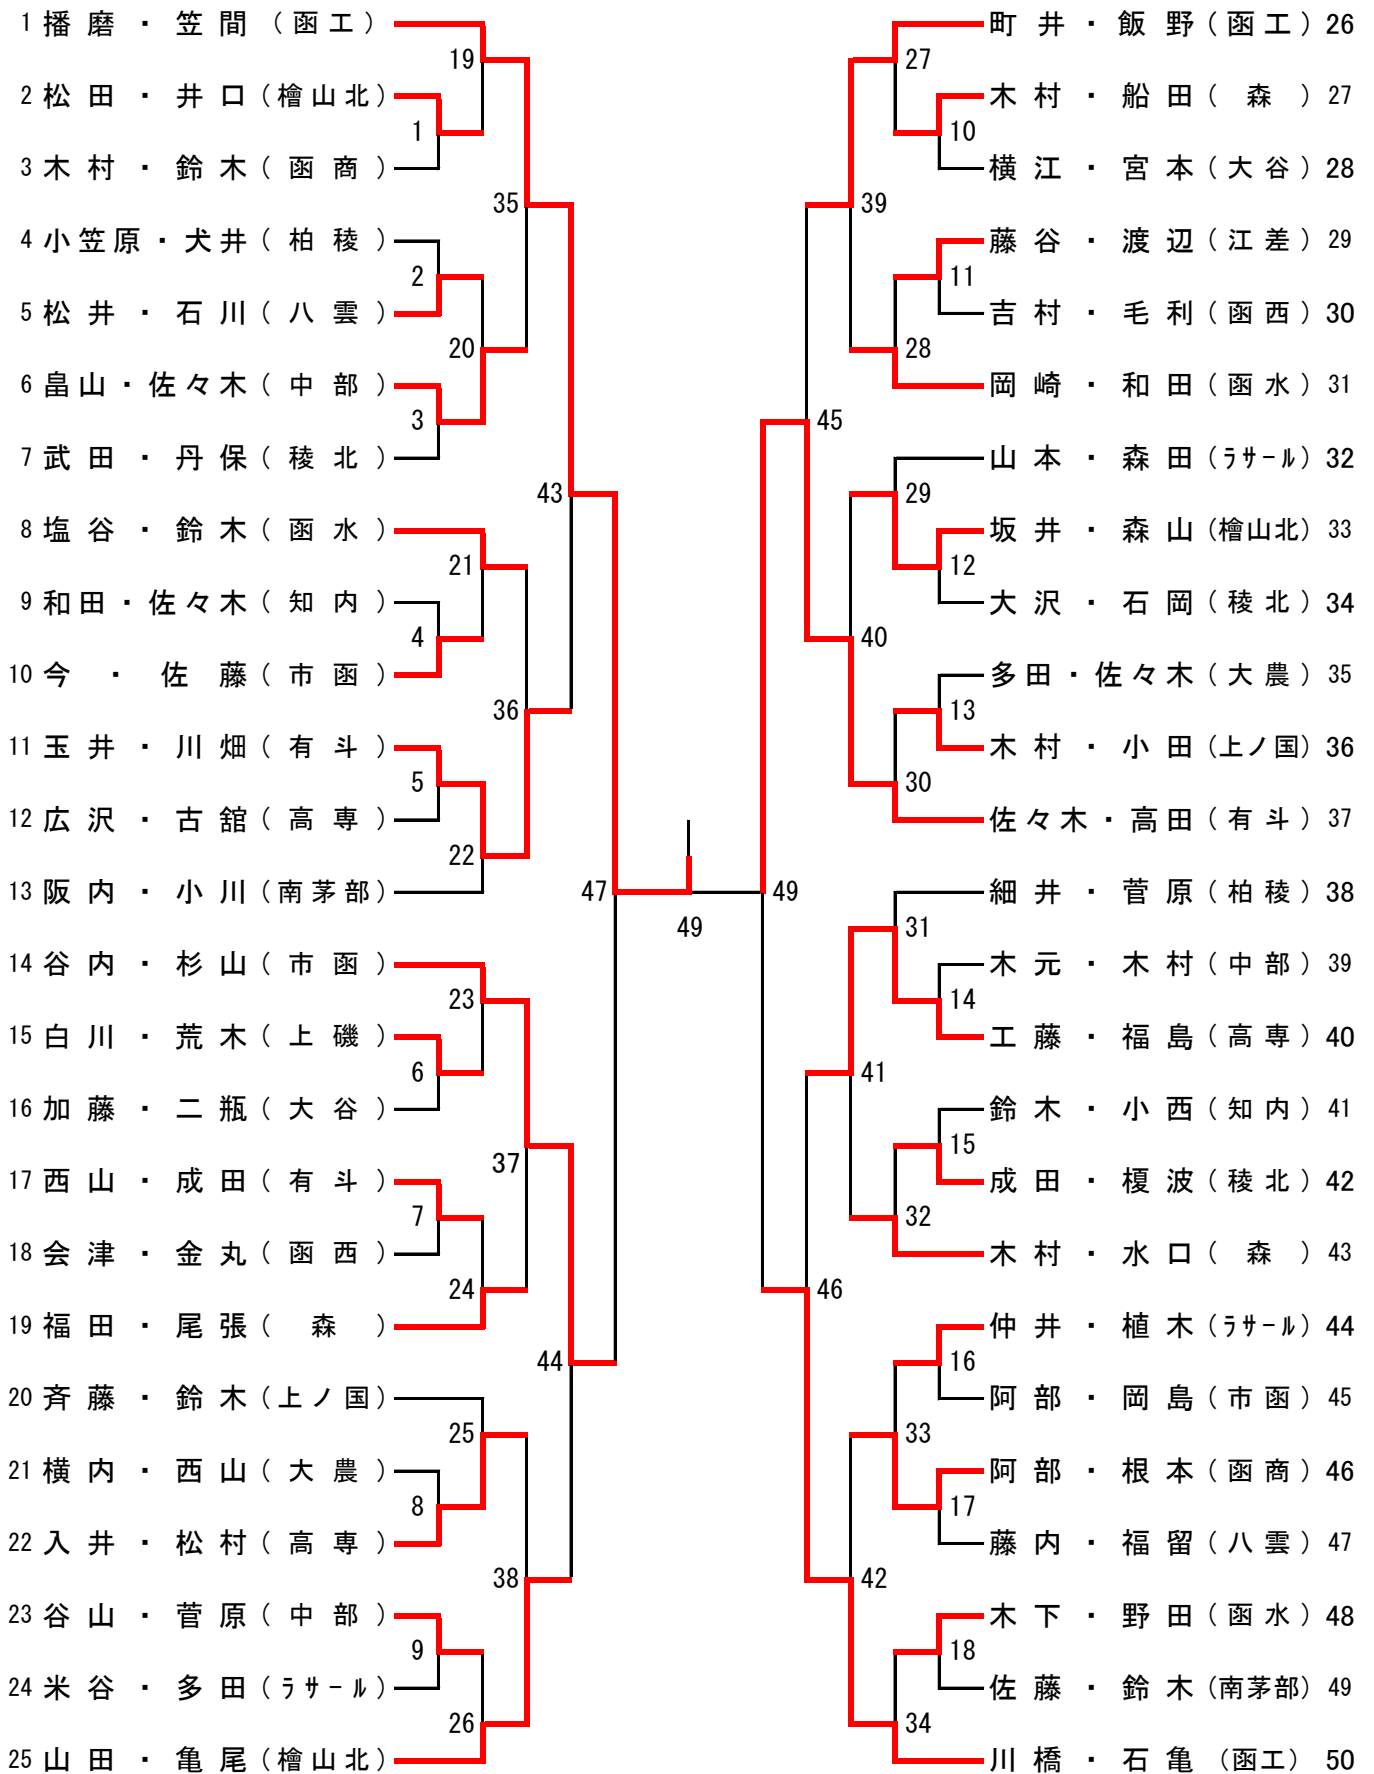 1 播磨・笠間（函工）
2 松田・井口（檜山北）
3 木村・鈴木（函商）
4 小笠原・犬井（柏稜）
5 松井・石川（八雲）
6 畠山・佐々木（中部）
7 武田・丹保（稜北）
8 塩谷・鈴木（函水）
9 和田・佐々木（知内）
10 今・佐藤（市函）
11 玉井・川畑（有斗）
12 広沢・古舘（高専）
13 阪内・小川（南茅部）
14 谷内・杉山（市函）
15 白川・荒木（上磯）
16 加藤・二瓶（大谷）
17 西山・成田（有斗）
18 会津・金丸（函西）
19 福田・尾張（森）
20 斉藤・鈴木（上ノ国）
21 横内・西山（大農）
22 入井・松村（高専）
23 谷山・菅原（中部）
24 米谷・多田（ﾗｻｰﾙ）
25 山田・亀尾（檜山北）
19
1
35
2
20
3
43
21
4
36
5
22
47
23
6
37
7
24
44
25
8
38
9
26
49
49
27
10
39
11
28
45
29
12
40
13
30
31
14
41
15
32
46
16
33
17
42
18
34
町井・飯野（函工）26
木村・船田（森）27
横江・宮本（大谷）28
藤谷・渡辺（江差）29
吉村・毛利（函西）30
岡崎・和田（函水）31
山本・森田（ﾗｻｰﾙ）32
坂井・森山（檜山北）33
大沢・石岡（稜北）34
多田・佐々木（大農）35
木村・小田（上ノ国）36
佐々木・高田（有斗）37
細井・菅原（柏稜）38
木元・木村（中部）39
工藤・福島（高専）40
鈴木・小西（知内）41
成田・榎波（稜北）42
木村・水口（森）43
仲井・植木（ﾗｻｰﾙ）44
阿部・岡島（市函）45
阿部・根本（函商）46
藤内・福留（八雲）47
木下・野田（函水）48
佐藤・鈴木（南茅部）49
川橋・石亀（函工）50